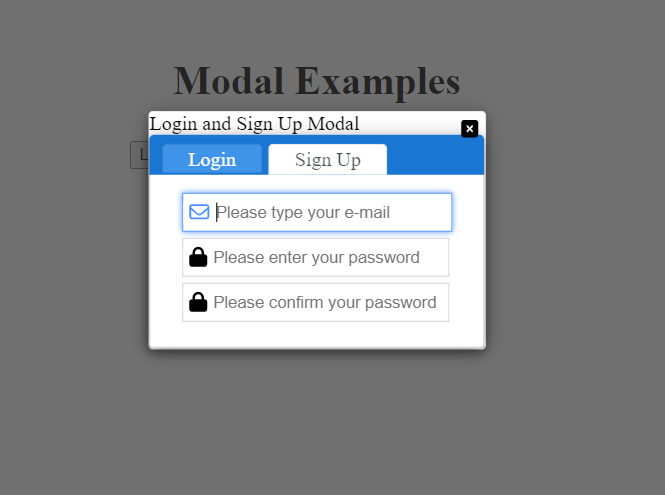 Modal Examples
Login and Sign Up Modal
×
L
Login
Sign Up
Please type your e-mail
Please enter your password
Please confirm your password